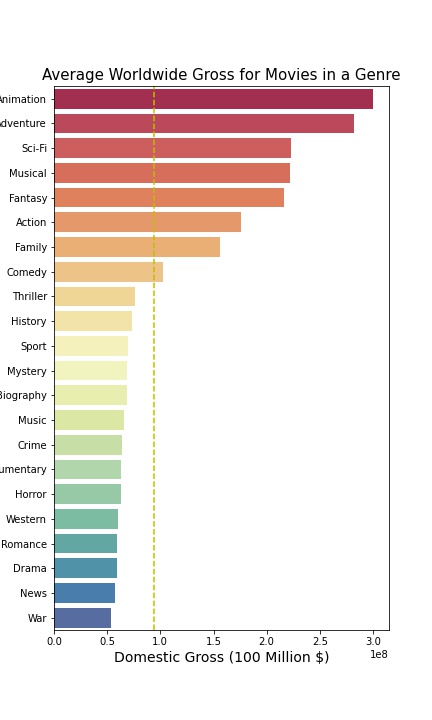 Average Worldwide Gross for Movies in a Genre
Animation
Adventure
Sci-Fi
Musical
Fantasy
Action
Family
Comedy
Thriller
History
Sport
Mystery
Biography
Music
Crime
umentary
Horror
Western
Romance
Drama
News
War
0.0 0.5 1.0 1.5 2.0 2.5 3.0
1e8
Domestic Gross (100 Million $)